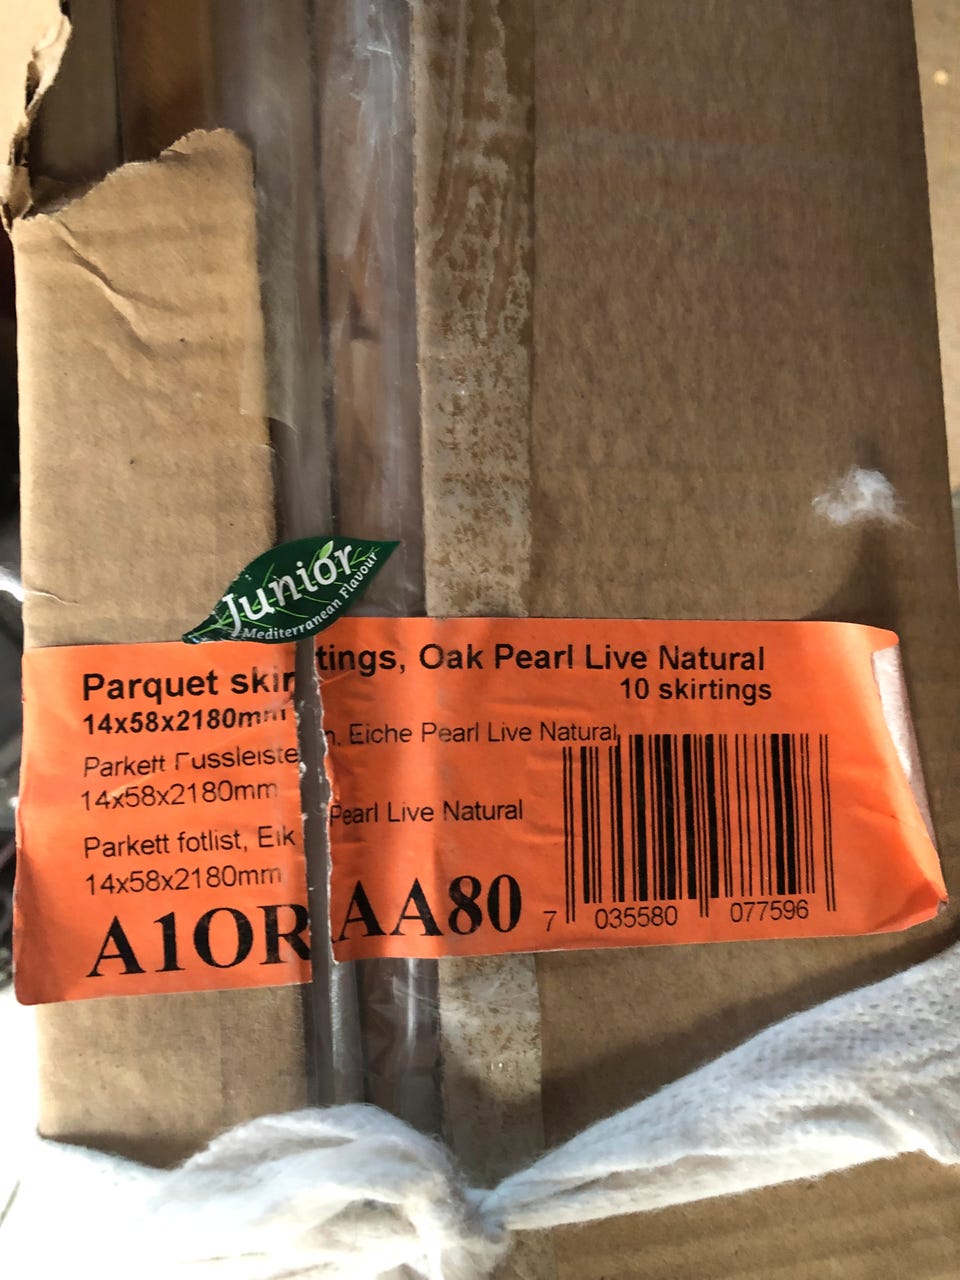 Junior
Mediterranean Flavour
Parquet skir tings, Oak Pearl Live Natural
14x58x2180mm 10 skirtings
Parkett Fussleiste n, Eiche Pearl Live Natural,
14x58x2180mm
Parkett fotlist, Eik Pearl Live Natural
14x58x2180mm
A1OR AA80
7 035580 077596